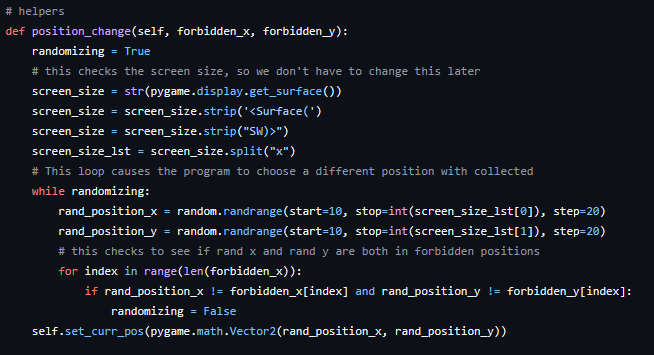 # helpers
def position_change(self, forbidden_x, forbidden_y):
    randomizing = True
    # this checks the screen size, so we don't have to change this later
    screen_size = str(pygame.display.get_surface())
    screen_size = screen_size.strip('<Surface(')
    screen_size = screen_size.strip("SW)>")
    screen_size_lst = screen_size.split("x")
    # This loop causes the program to choose a different position with collected
    while randomizing:
        rand_position_x = random.randrange(start=10, stop=int(screen_size_lst[0]), step=20)
        rand_position_y = random.randrange(start=10, stop=int(screen_size_lst[1]), step=20)
        # this checks to see if rand x and rand y are both in forbidden positions
        for index in range(len(forbidden_x)):
            if rand_position_x != forbidden_x[index] and rand_position_y != forbidden_y[index]:
                randomizing = False
    self.set_curr_pos(pygame.math.Vector2(rand_position_x, rand_position_y))